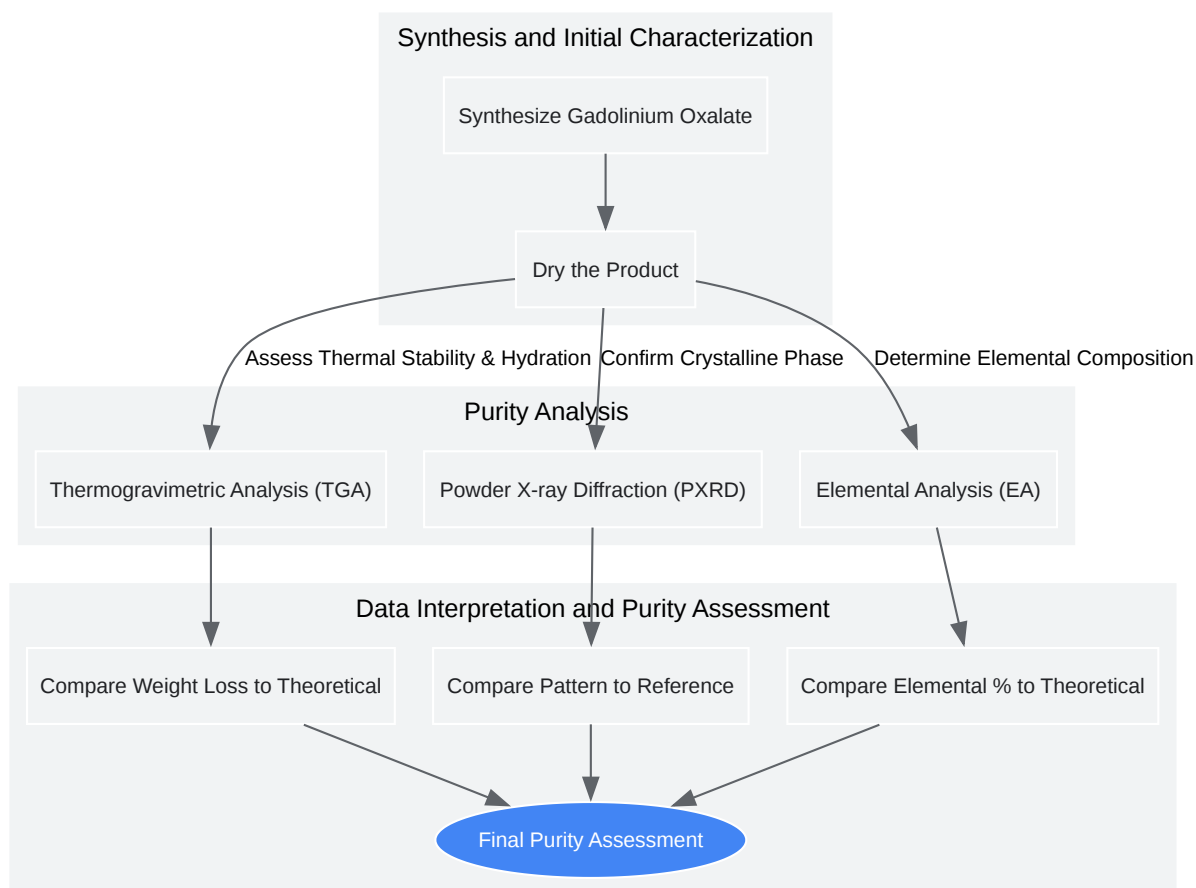 Synthesis and Initial Characterization
Synthesize Gadolinium Oxalate
Dry the Product
Assess Thermal Stability & Hydration
Confirm Crystalline Phase
Determine Elemental Composition
Purity Analysis
Thermogravimetric Analysis (TGA)
Powder X-ray Diffraction (PXRD)
Elemental Analysis (EA)
Data Interpretation and Purity Assessment
Compare Weight Loss to Theoretical
Compare Pattern to Reference
Compare Elemental % to Theoretical
Final Purity Assessment